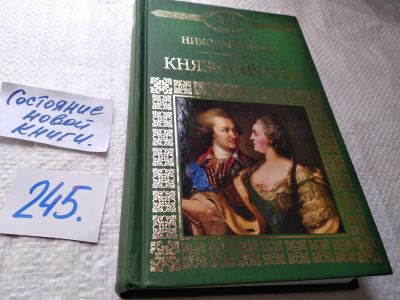 Состояние
новой
книги.
245.
НИКОЛАЙ
КНЯЗЬ